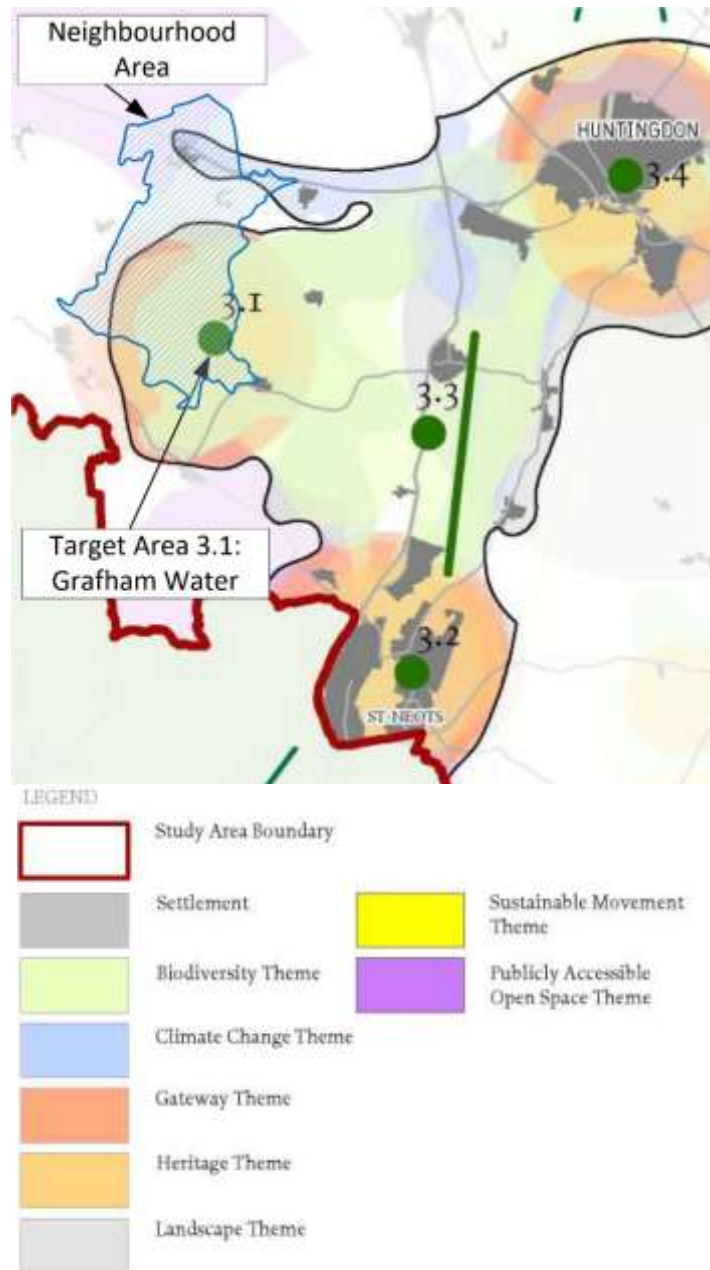 Neighbourhood
Area
HUNTINGDON
3.4
3.1
3.3
Target Area 3.1:
Grafham Water
3.2
ST NEOTS
LEGEND
Study Area Boundary
Settlement
Sustainable Movement
Theme
Biodiversity Theme
Publicly Accessible
Open Space Theme
Climate Change Theme
Gateway Theme
Heritage Theme
Landscape Theme